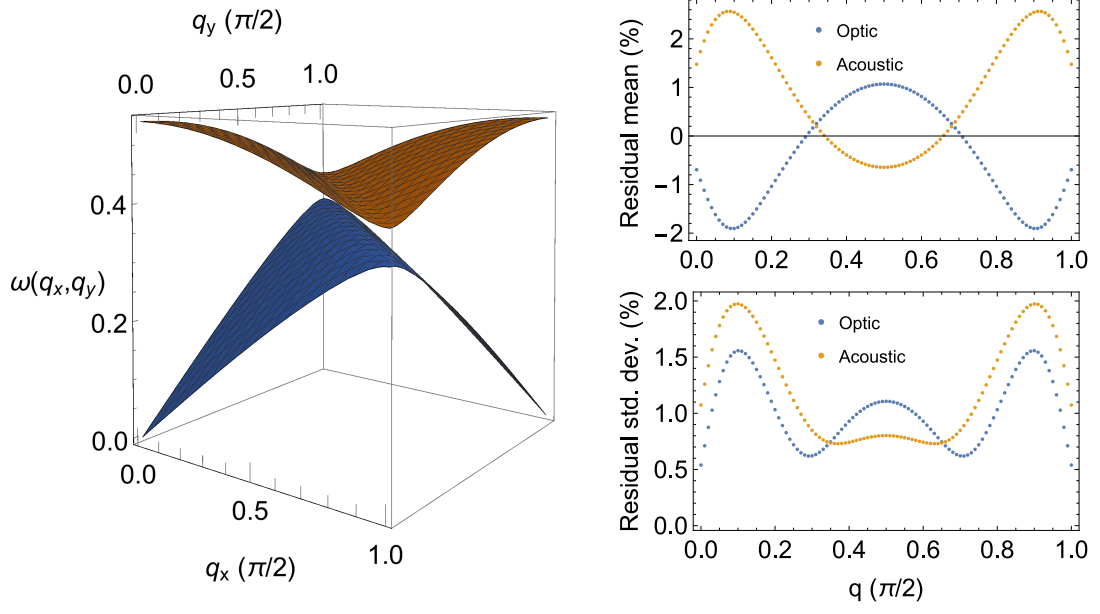 q_y (π/2)
0.0
0.5
1.0
0.4
ω(q_x,q_y)
0.2
0.0
0.0
0.5
1.0
q_x (π/2)
Residual mean (%)
2
1
0
−1
−2
Optic
Acoustic
0.0 0.2 0.4 0.6 0.8 1.0
Residual std. dev. (%)
2.0
1.5
1.0
0.5
0.0
Optic
Acoustic
0.0 0.2 0.4 0.6 0.8 1.0
q (π/2)